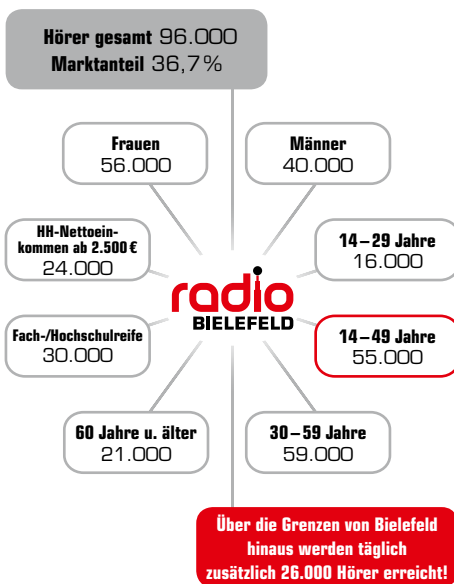 Hörer gesamt 96.000
Marktanteil 36,7%
Frauen
56.000
Männer
40.000
HH-Nettoein-
kommen ab 2.500 €
24.000
14–29 Jahre
16.000
radio
BIELEFELD
Fach-/Hochschulreife
30.000
14–49 Jahre
55.000
60 Jahre u. älter
21.000
30–59 Jahre
59.000
Über die Grenzen von Bielefeld
hinaus werden täglich
zusätzlich 26.000 Hörer erreicht!